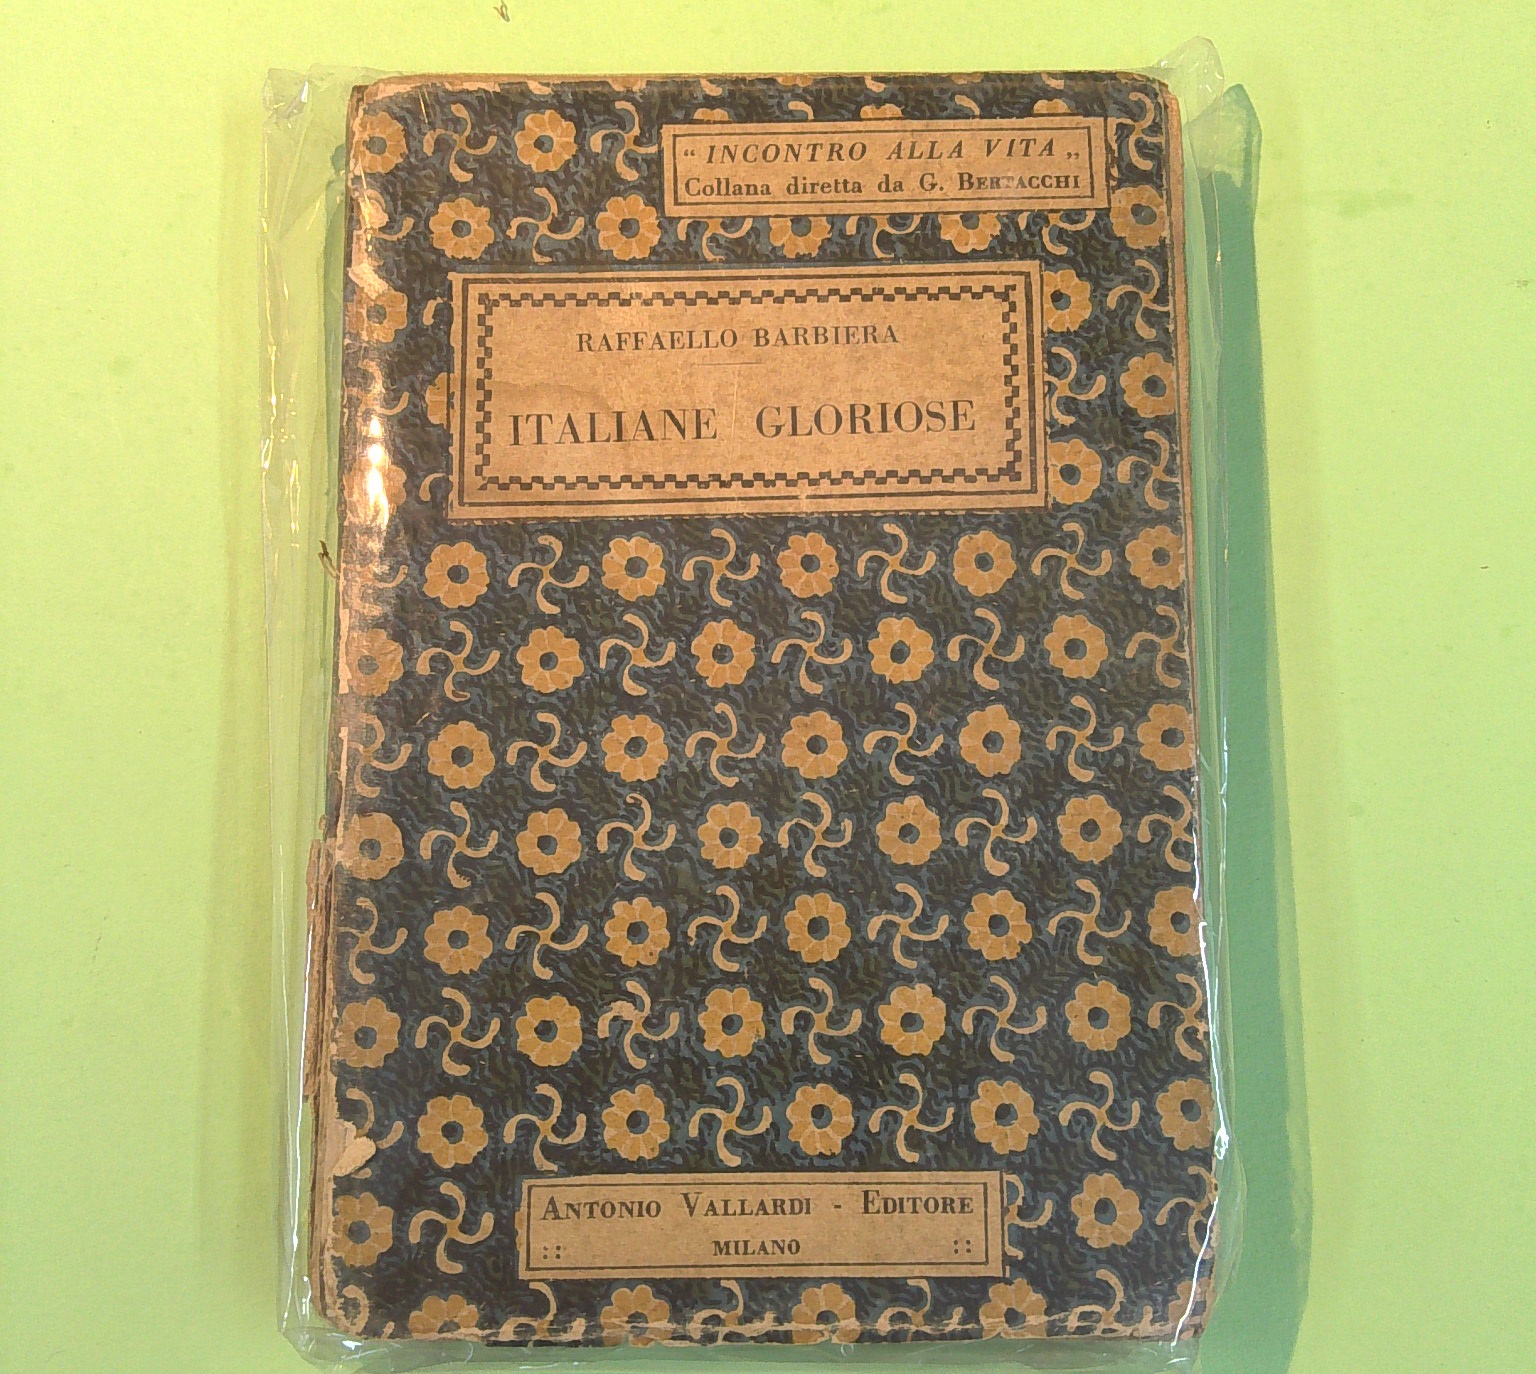 “ INCONTRO ALLA VITA „
Collana diretta da G. BERTACCHI
RAFFAELLO BARBIERA
ITALIANE GLORIOSE
ANTONIO VALLARDI - EDITORE
:: MILANO ::